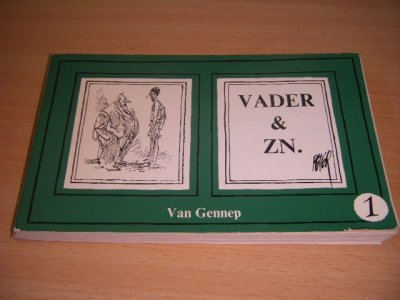 VADER
&
ZN.
Van Gennep
1